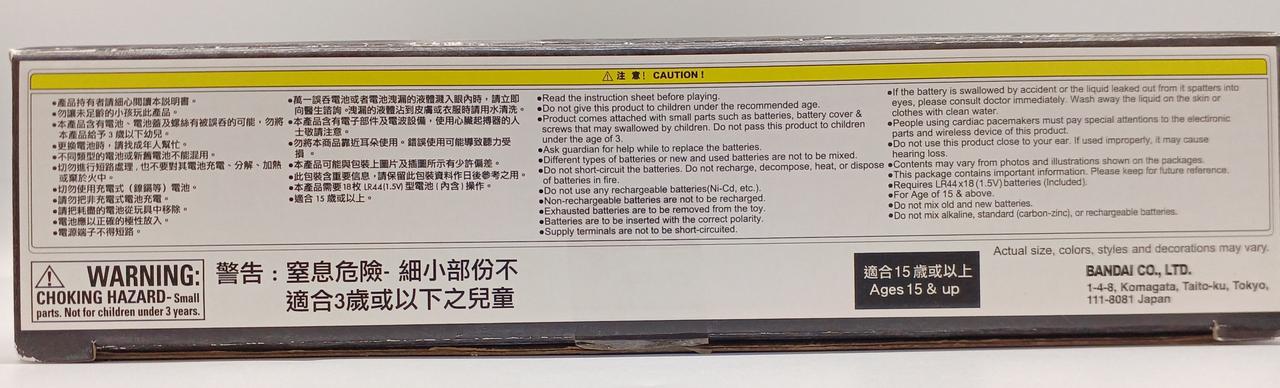 ⚠ 注 意! CAUTION!
●產品持有者請細心閱讀本説明書。
●勿讓未足齡的小孩玩此產品。
●本產品含有電池、電池蓋及螺絲有被誤吞的可能,勿將
本產品給予3歲以下幼兒。
●更換電池時,請找成年人幫忙。
●不同類型的電池或新舊電池不能混用。
●切勿進行短路處理,也不要對其電池充電、分解、加熱
或棄於火中。
●切勿使用充電式(鎳鎘等)電池。
●請勿把非充電式電池充電。
●請把耗盡的電池從玩具中移除。
●電池應以正確的極性放入。
●電源端子不得短路。
●萬一誤吞電池或者電池洩漏的液體濺入眼內時,請立即
向醫生諮詢。洩漏的液體沾到皮膚或衣服時請用水清洗。
●本產品含有電子部件及電波設備,使用心臟起搏器的人
士敬請注意。
●勿將本商品靠近耳朵使用。錯誤使用可能導致聽力受
損。
●本產品可能與包裝上圖片及插圖所示有少許偏差。
●此包裝含重要信息,請保留此包裝資料作日後參考之用。
●本產品需要18枚 LR44(1.5V) 型電池(內含)操作。
●適合 15 歲或以上。
●Read the instruction sheet before playing.
●Do not give this product to children under the recommended age.
●Product comes attached with small parts such as batteries, battery cover &
screws that may swallowed by children. Do not pass this product to children
under the age of 3.
●Ask guardian for help while to replace the batteries.
●Different types of batteries or new and used batteries are not to be mixed.
●Do not short-circuit the batteries. Do not recharge, decompose, heat, or dispose
of batteries in fire.
●Do not use any rechargeable batteries(Ni-Cd, etc.).
●Non-rechargeable batteries are not to be recharged.
●Exhausted batteries are to be removed from the toy.
●Batteries are to be inserted with the correct polarity.
●Supply terminals are not to be short-circuited.
●If the battery is swallowed by accident or the liquid leaked out from it spatters into
eyes, please consult doctor immediately. Wash away the liquid on the skin or
clothes with clean water.
●People using cardiac pacemakers must pay special attentions to the electronic
parts and wireless device of this product.
●Do not use this product close to your ear. If used improperly, it may cause
hearing loss.
●Contents may vary from photos and illustrations shown on the packages.
●This package contains important information. Please keep for future reference.
●Requires LR44 x 18 (1.5V) batteries (Included).
●For Age of 15 & above.
●Do not mix old and new batteries.
●Do not mix alkaline, standard (carbon-zinc), or rechargeable batteries.
Actual size, colors, styles and decorations may vary.
⚠ WARNING:
CHOKING HAZARD- Small
parts. Not for children under 3 years.
警告:窒息危險- 細小部份不
適合3歲或以下之兒童
適合15歲或以上
Ages 15 & up
BANDAI CO., LTD.
1-4-8, Komagata, Taito-ku, Tokyo,
111-8081 Japan